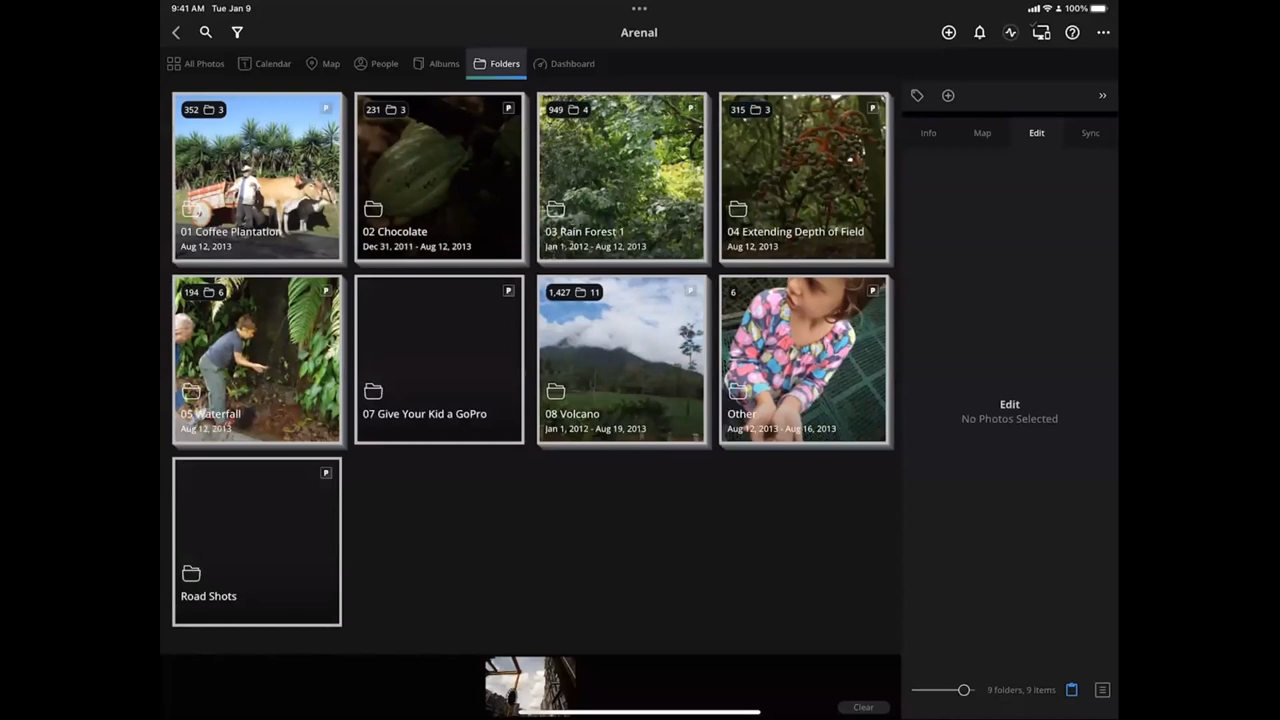 9:41 AM Tue Jan 9
100%
Arenal
All Photos
Calendar
Map
People
Albums
Folders
Dashboard
352 3
P
231 3
P
949 4
P
315 3
P
01 Coffee Plantation
Aug 12, 2013
02 Chocolate
Dec 31, 2011 - Aug 12, 2013
03 Rain Forest 1
Jan 1, 2012 - Aug 12, 2013
04 Extending Depth of Field
Aug 12, 2013
194 6
P
P
1,427 11
P
6
P
05 Waterfall
Aug 12, 2013
07 Give Your Kid a GoPro
08 Volcano
Jan 1, 2012 - Aug 19, 2013
Other
Aug 12, 2013 - Aug 16, 2013
P
Road Shots
Info
Map
Edit
Sync
Edit
No Photos Selected
9 folders, 9 items
Clear